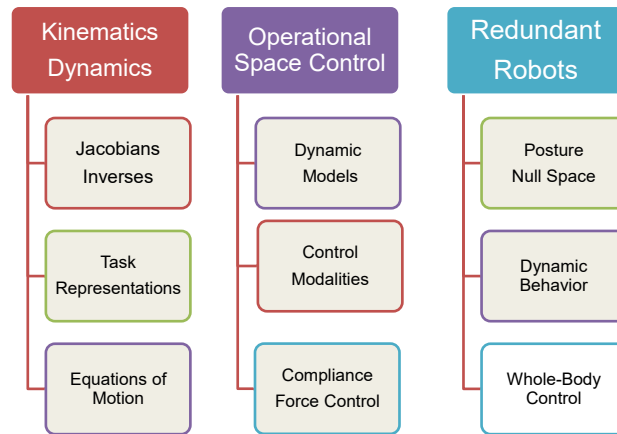 Kinematics
Dynamics
Jacobians
Inverses
Task
Representations
Equations of
Motion
Operational
Space Control
Dynamic
Models
Control
Modalities
Compliance
Force Control
Redundant
Robots
Posture
Null Space
Dynamic
Behavior
Whole-Body
Control